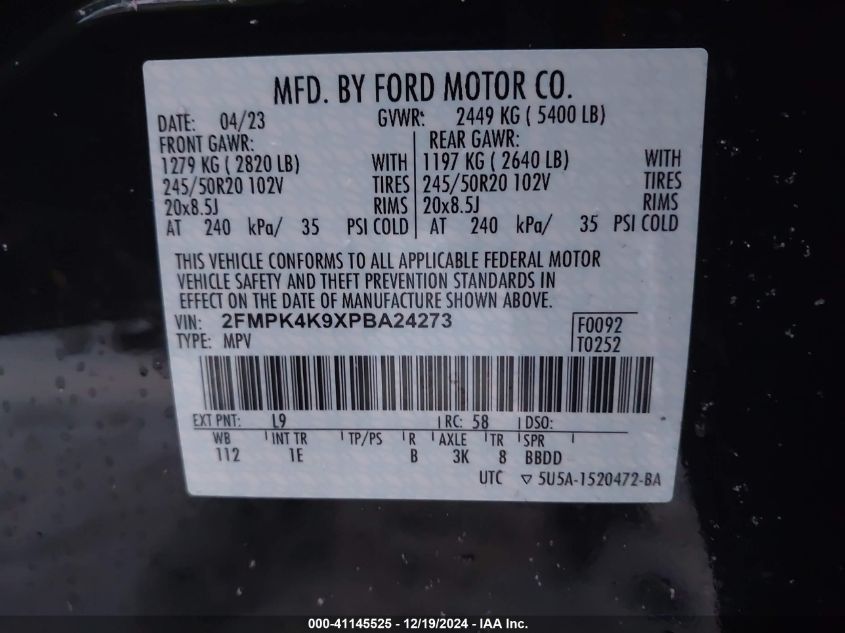 MFD. BY FORD MOTOR CO.
DATE: 04/23 GVWR: 2449 KG ( 5400 LB)
FRONT GAWR: REAR GAWR:
1279 KG ( 2820 LB) WITH 1197 KG ( 2640 LB) WITH
245/50R20 102V TIRES 245/50R20 102V TIRES
20x8.5J RIMS 20x8.5J RIMS
AT 240 kPa/ 35 PSI COLD AT 240 kPa/ 35 PSI COLD
THIS VEHICLE CONFORMS TO ALL APPLICABLE FEDERAL MOTOR
VEHICLE SAFETY AND THEFT PREVENTION STANDARDS IN
EFFECT ON THE DATE OF MANUFACTURE SHOWN ABOVE.
VIN: 2FMPK4K9XPBA24273 F0092
TYPE: MPV T0252
EXT PNT: L9 RC: 58 DSO:
WB INT TR TP/PS R AXLE TR SPR
112 1E B 3K 8 BBDD
UTC ▽ 5U5A-1520472-BA
000-41145525 - 12/19/2024 - IAA Inc.